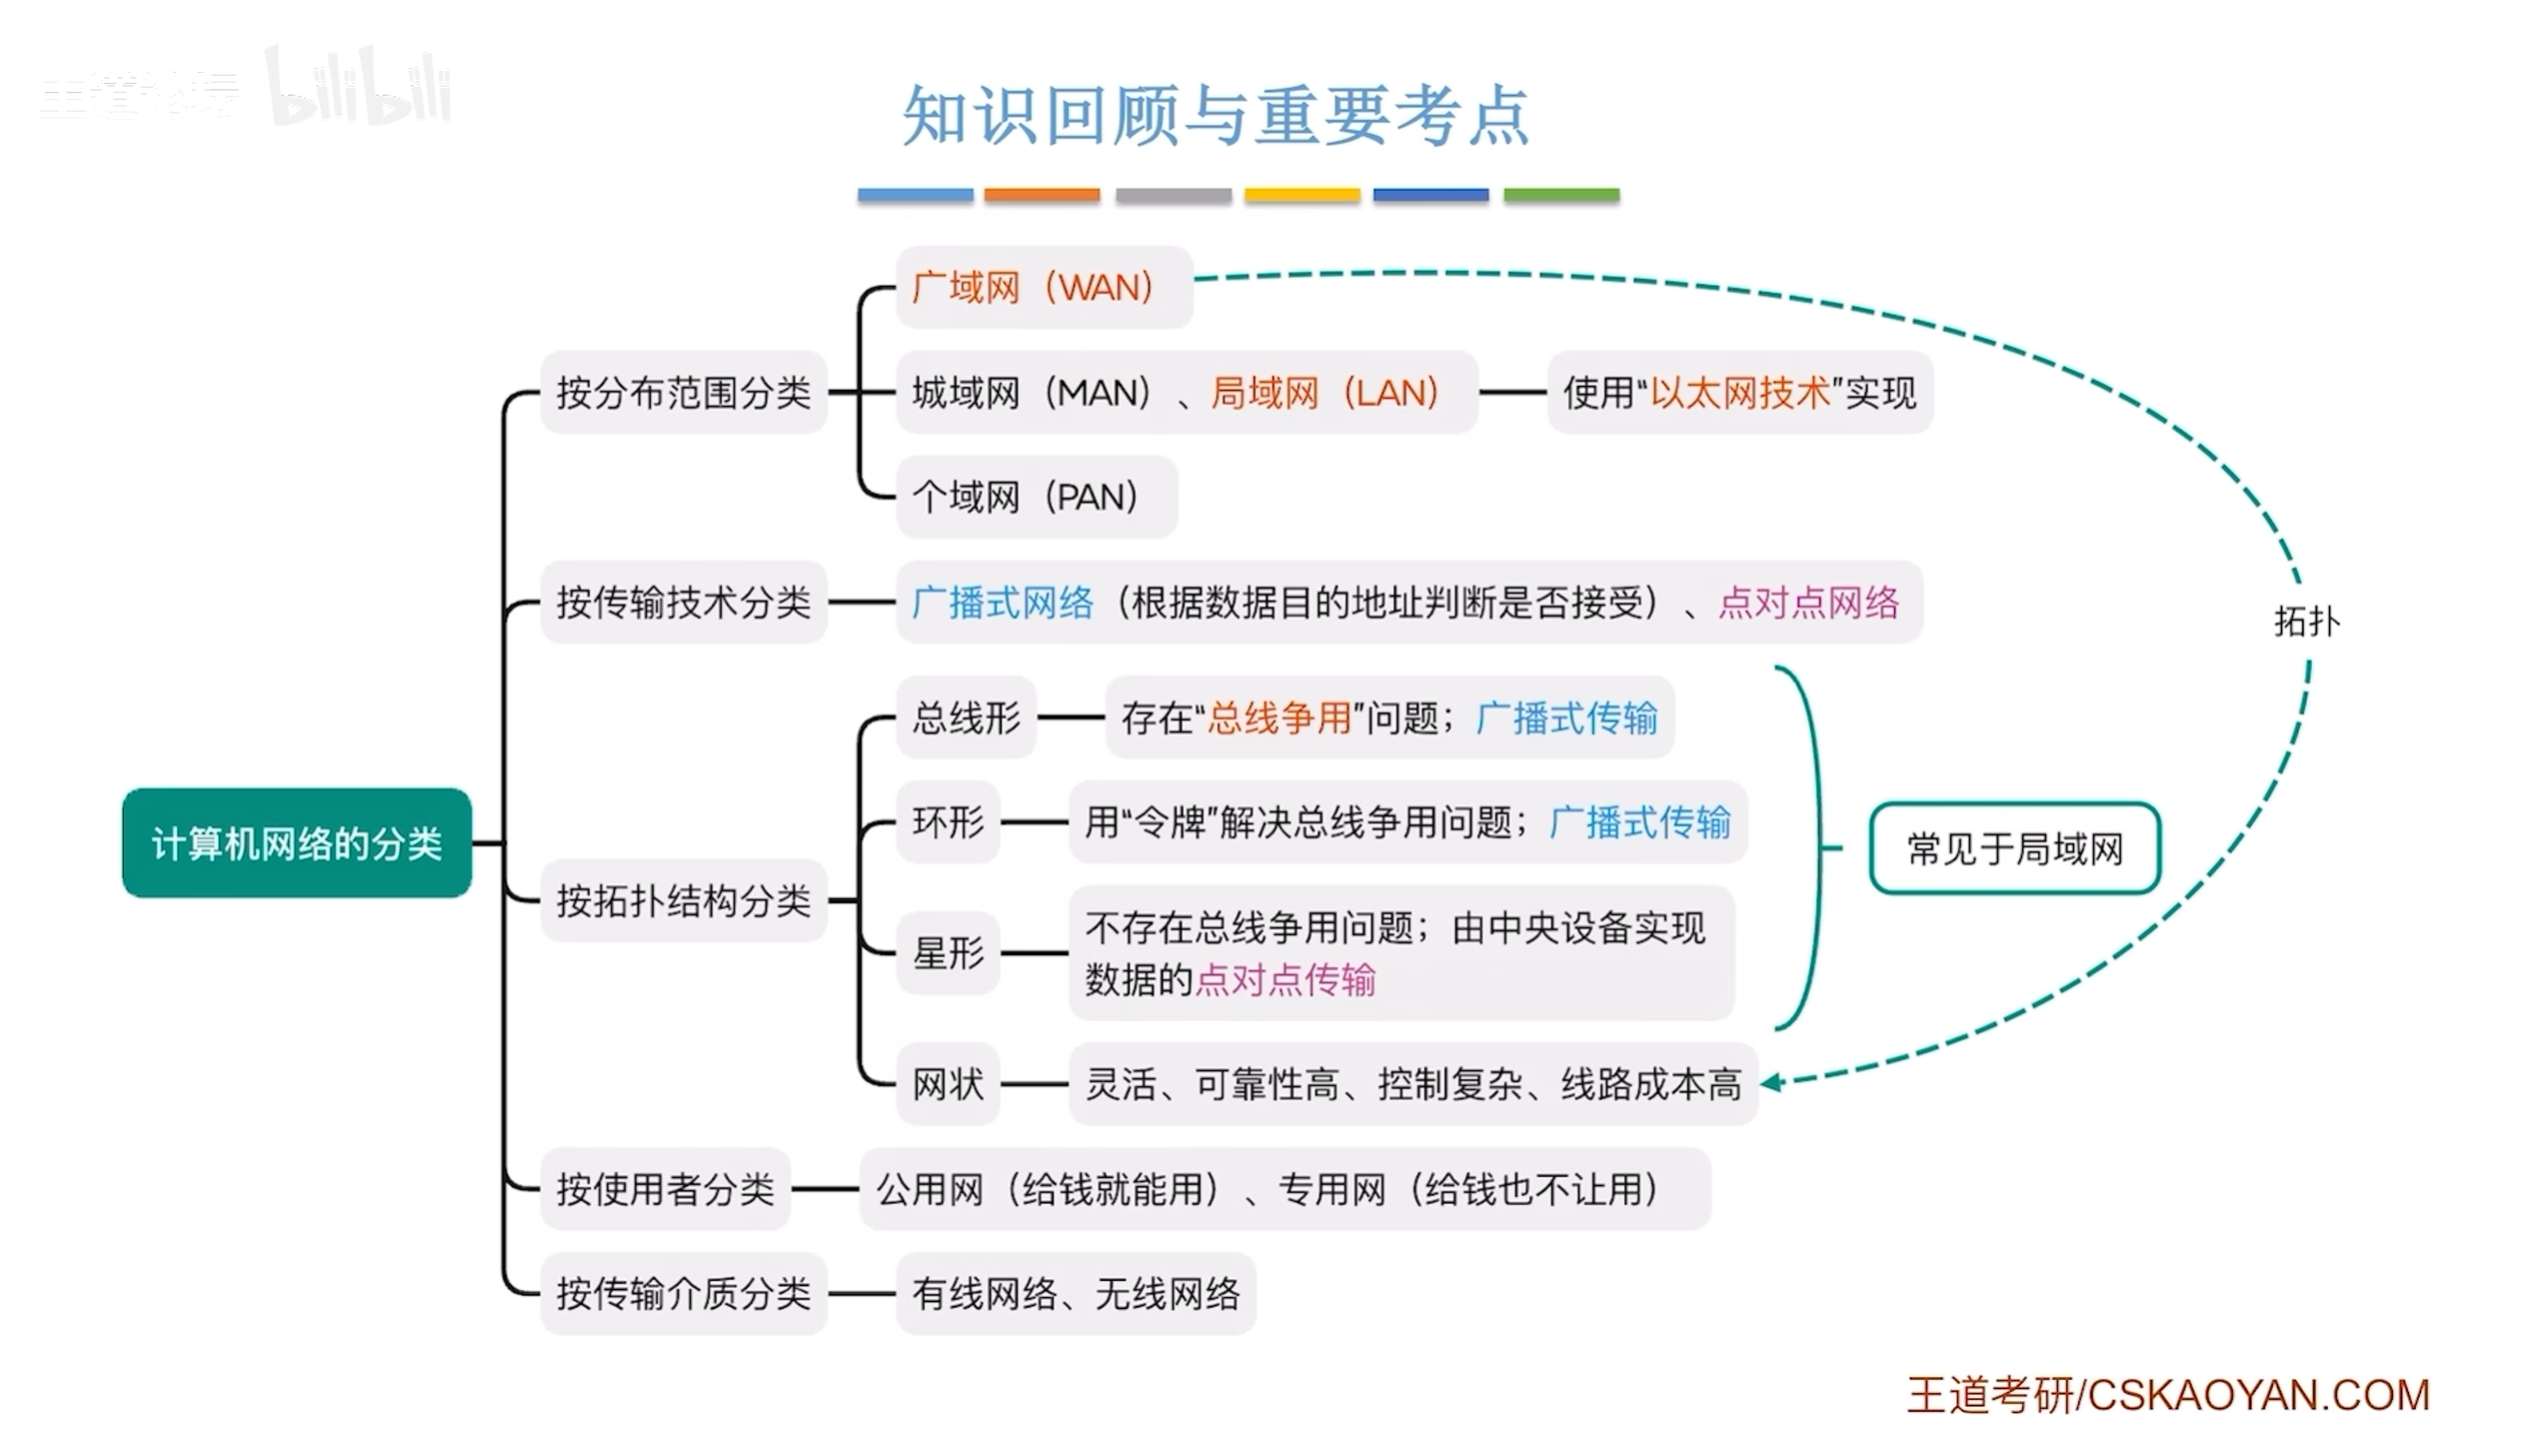 王道论坛 bilibili
知识回顾与重要考点
广域网（WAN）
按分布范围分类
城域网（MAN）、局域网（LAN）
使用“以太网技术”实现
个域网（PAN）
按传输技术分类
广播式网络（根据数据目的地址判断是否接受）、点对点网络
拓扑
总线形
存在“总线争用”问题；广播式传输
环形
用“令牌”解决总线争用问题；广播式传输
计算机网络的分类
常见于局域网
按拓扑结构分类
星形
不存在总线争用问题；由中央设备实现
数据的点对点传输
网状
灵活、可靠性高、控制复杂、线路成本高
按使用者分类
公用网（给钱就能用）、专用网（给钱也不让用）
按传输介质分类
有线网络、无线网络
王道考研/CSKAOYAN.COM